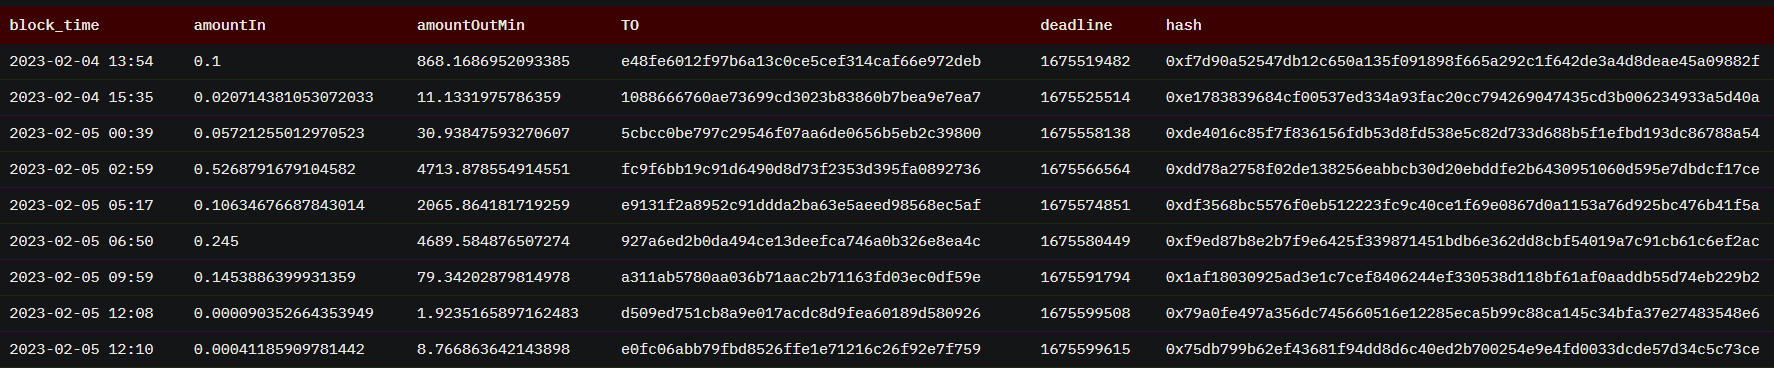 block_time amountIn amountOutMin TO deadline hash
2023-02-04 13:54 0.1 868.1686952093385 e48fe6012f97b6a13c0ce5cef314caf66e972deb 1675519482 0xf7d90a52547db12c650a135f091898f665a292c1f642de3a4d8deae45a09882f
2023-02-04 15:35 0.020714381053072033 11.1331975786359 1088666760ae73699cd3023b83860b7bea9e7ea7 1675525514 0xe1783839684cf00537ed334a93fac20cc794269047435cd3b006234933a5d40a
2023-02-05 00:39 0.05721255012970523 30.93847593270607 5cbcc0be797c29546f07aa6de0656b5eb2c39800 1675558138 0xde4016c85f7f836156fdb53d8fd538e5c82d733d688b5f1efbd193dc86788a54
2023-02-05 02:59 0.5268791679104582 4713.878554914551 fc9f6bb19c91d6490d8d73f2353d395fa0892736 1675566564 0xdd78a2758f02de138256eabbcb30d20ebddfe2b6430951060d595e7dbdcf17ce
2023-02-05 05:17 0.10634676687843014 2065.864181719259 e9131f2a8952c91ddda2ba63e5aeed98568ec5af 1675574851 0xdf3568bc5576f0eb512223fc9c40ce1f69e0867d0a1153a76d925bc476b41f5a
2023-02-05 06:50 0.245 4689.584876507274 927a6ed2b0da494ce13deefca746a0b326e8ea4c 1675580449 0xf9ed87b8e2b7f9e6425f339871451bdb6e362dd8cbf54019a7c91cb61c6ef2ac
2023-02-05 09:59 0.1453886399931359 79.34202879814978 a311ab5780aa036b71aac2b71163fd03ec0df59e 1675591794 0x1af18030925ad3e1c7cef8406244ef330538d118bf61af0aaddb55d74eb229b2
2023-02-05 12:08 0.000090352664353949 1.9235165897162483 d509ed751cb8a9e017acdc8d9fea60189d580926 1675599508 0x79a0fe497a356dc745660516e12285eca5b99c88ca145c34bfa37e27483548e6
2023-02-05 12:10 0.00041185909781442 8.766863642143898 e0fc06abb79fbd8526ffe1e71216c26f92e7f759 1675599615 0x75db799b62ef43681f94dd8d6c40ed2b700254e9e4fd0033dcde57d34c5c73ce